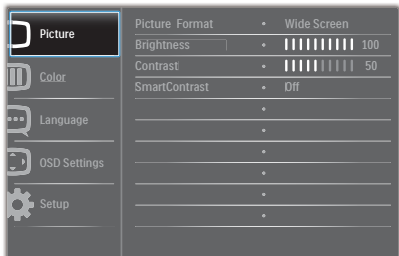 Picture
Color
Language
OSD Settings
Setup
Picture Format • Wide Screen
Brightness • 100
Contrast • 50
SmartContrast • Off
•
•
•
•
•
•